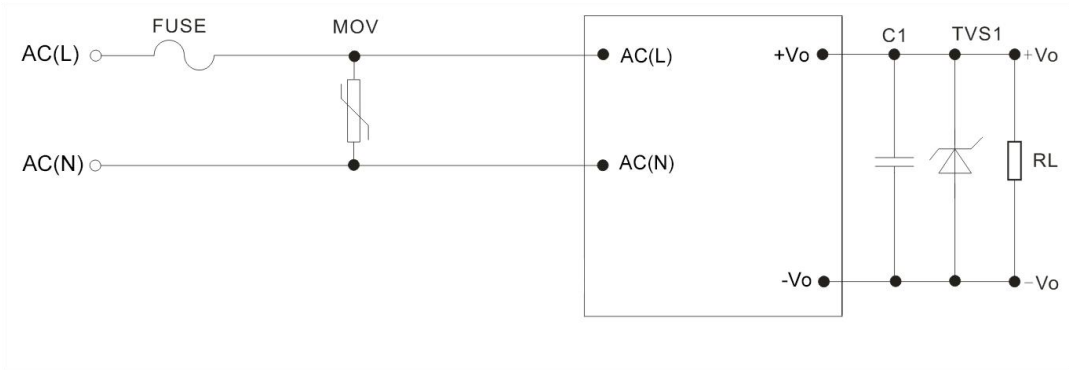 FUSE
MOV
C1
TVS1
AC(L)
AC(L)
+Vo
+Vo
AC(N)
AC(N)
RL
-Vo
-Vo